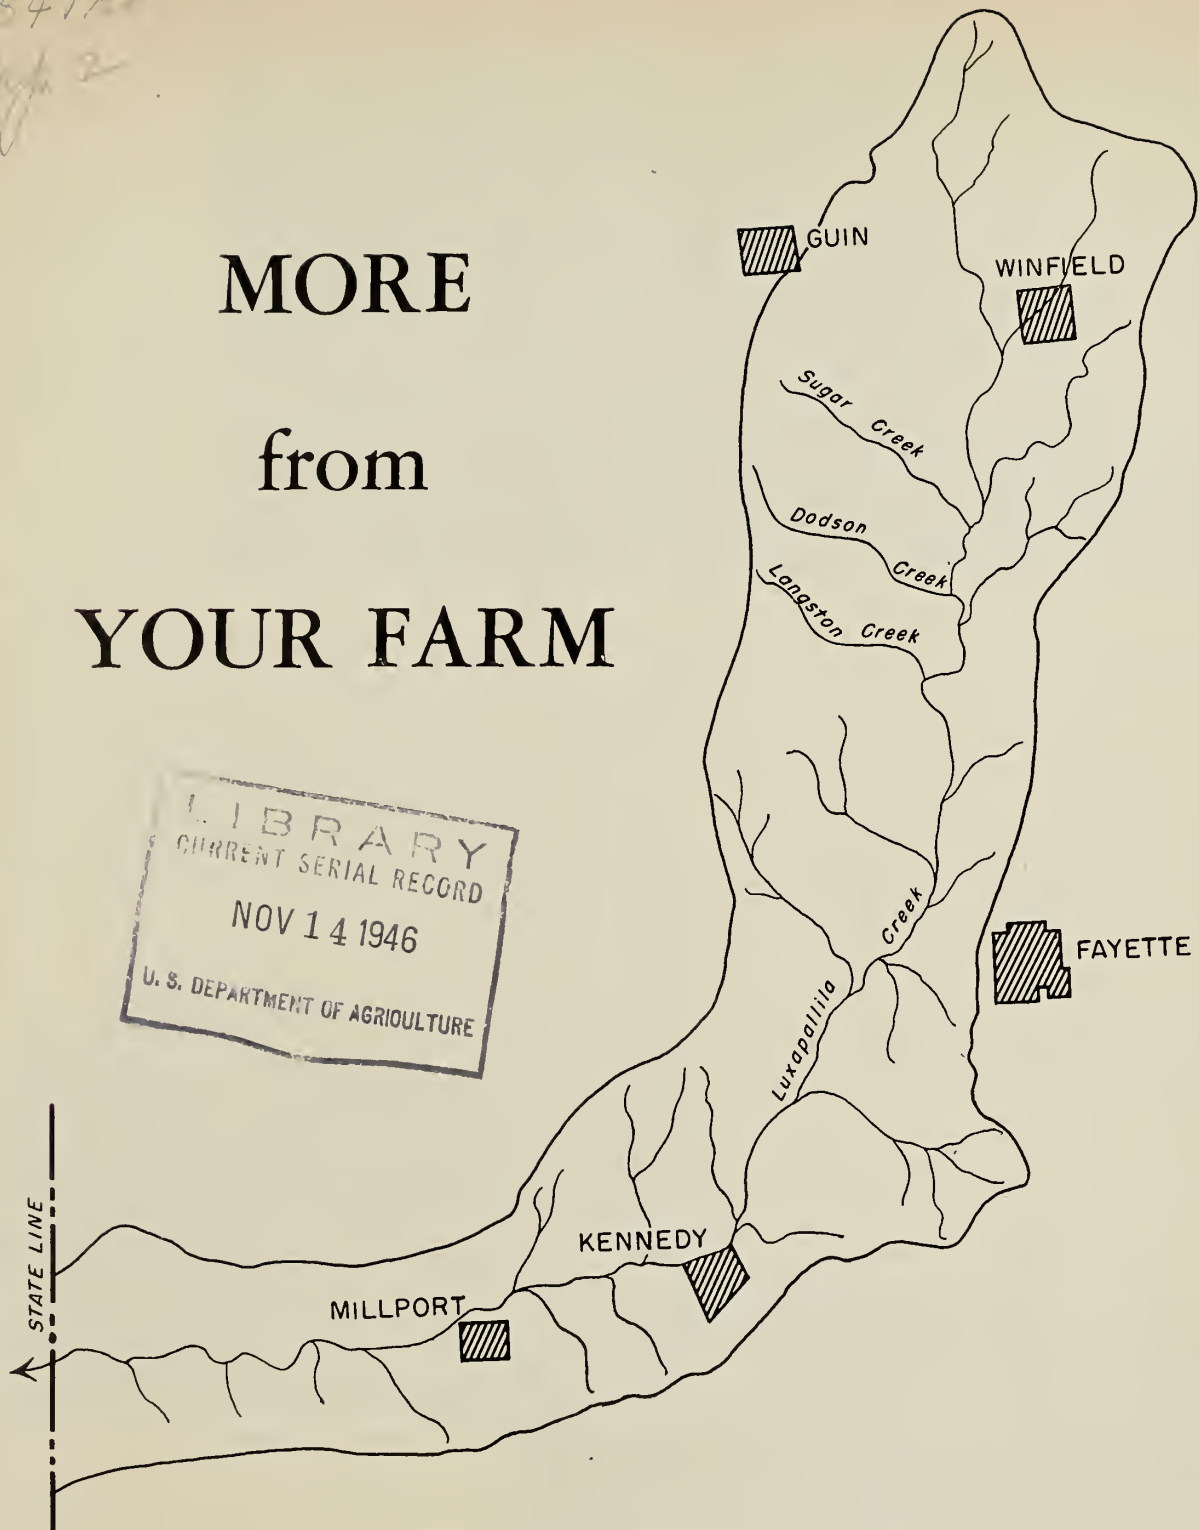 MORE
from
YOUR FARM
GUIN
WINFIELD
Sugar Creek
Dodson Creek
Langston Creek
LIBRARY
CURRENT SERIAL RECORD
NOV 14 1946
U. S. DEPARTMENT OF AGRIOULTURE
Luxapallila Creek
FAYETTE
STATE LINE
KENNEDY
MILLPORT